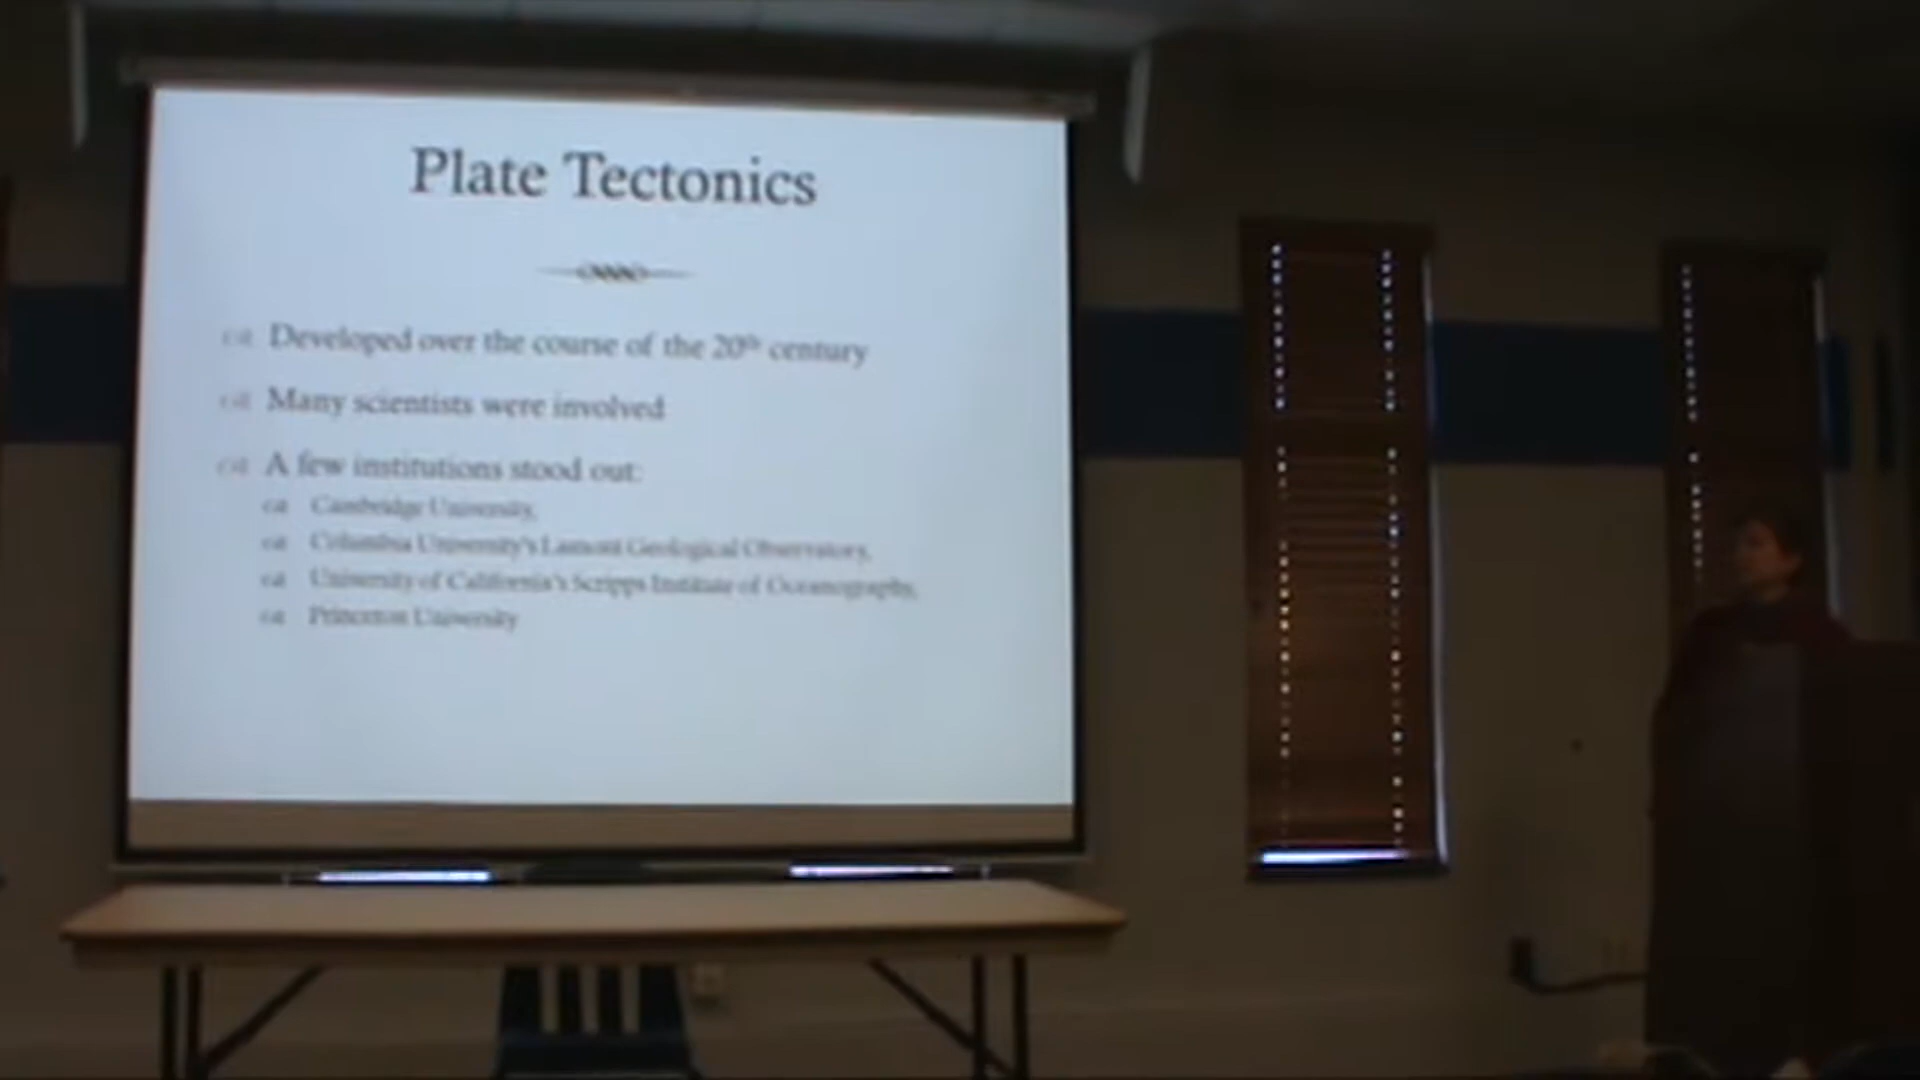 Plate Tectonics
Developed over the course of the 20th century
Many scientists were involved
A few institutions stood out:
Cambridge University,
Columbia University's Lamont Geological Observatory,
University of California's Scripps Institute of Oceanography,
Princeton University